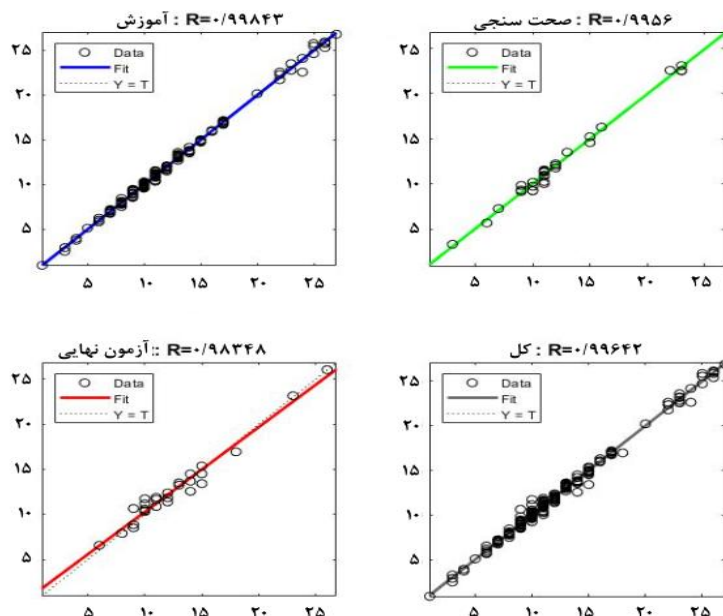 آموزش : R=۰/۹۹۸۴۳
Data
Fit
Y = T
۲۵
۲۰
۱۵
۱۰
۵
۵ ۱۰ ۱۵ ۲۰ ۲۵
صحت سنجی : R=۰/۹۹۵۶
Data
Fit
Y = T
۲۵
۲۰
۱۵
۱۰
۵
۵ ۱۰ ۱۵ ۲۰ ۲۵
آزمون نهایی :: R=۰/۹۸۳۴۸
Data
Fit
Y = T
۲۵
۲۰
۱۵
۱۰
۵
۵ ۱۰ ۱۵ ۲۰ ۲۵
کل : R=۰/۹۹۶۴۲
Data
Fit
Y = T
۲۵
۲۰
۱۵
۱۰
۵
۵ ۱۰ ۱۵ ۲۰ ۲۵